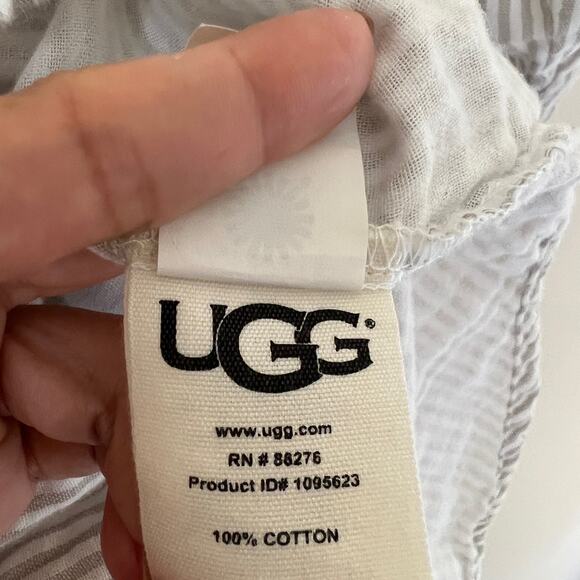 UGG®
www.ugg.com
RN # 88276
Product ID# 1095623
100% COTTON